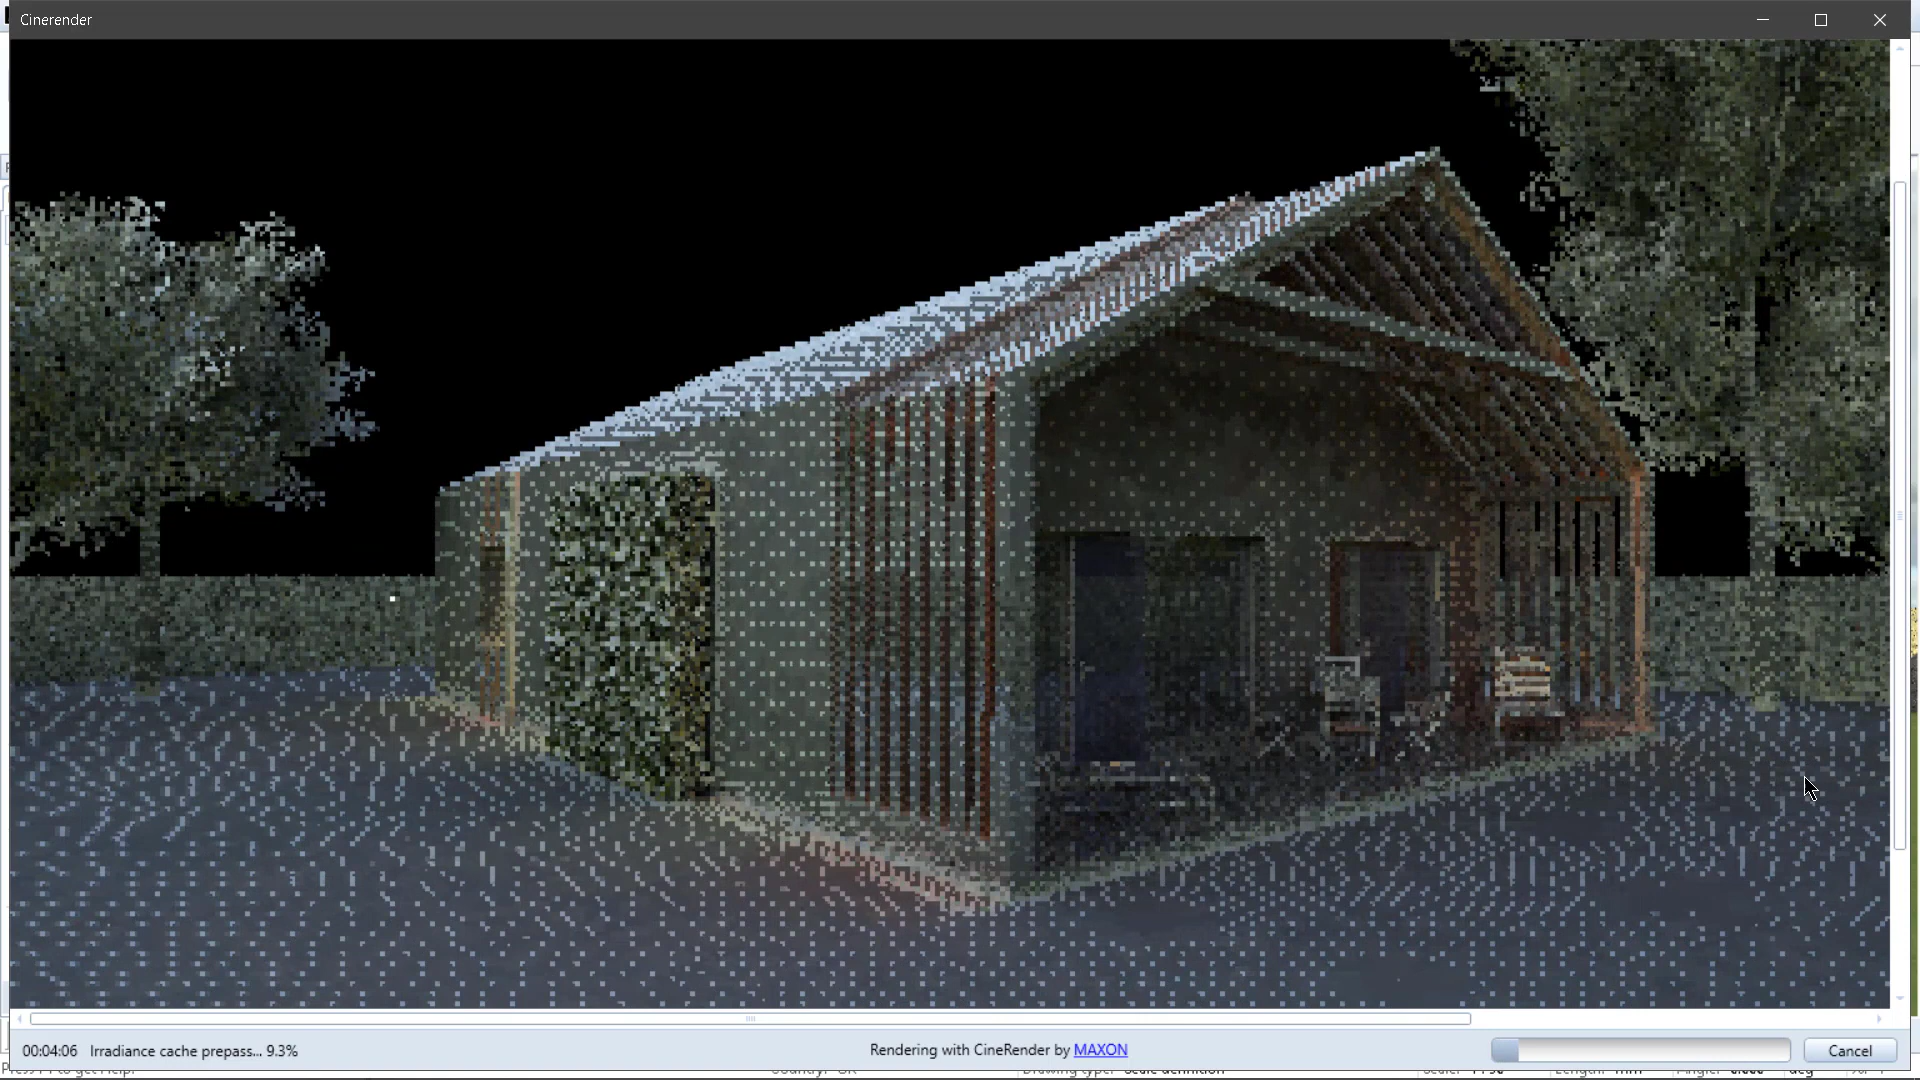 Cinerender
00:04:06 Irradiance cache prepass... 9.3%
Rendering with CineRender by MAXON
Cancel